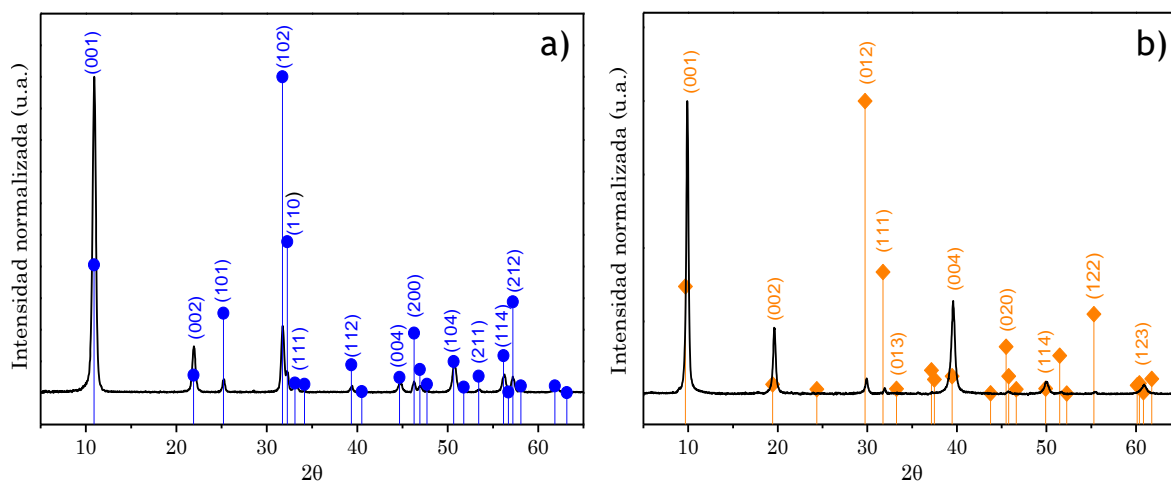 a)
Intensidad normalizada (u.a.)
(001)
(002)
(101)
(102)
(110)
(111)
(112)
(004)
(200)
(104)
(211)
(114)
(212)
10 20 30 40 50 60
2θ
b)
Intensidad normalizada (u.a.)
(001)
(002)
(012)
(111)
(013)
(004)
(020)
(114)
(122)
(123)
10 20 30 40 50 60
2θ